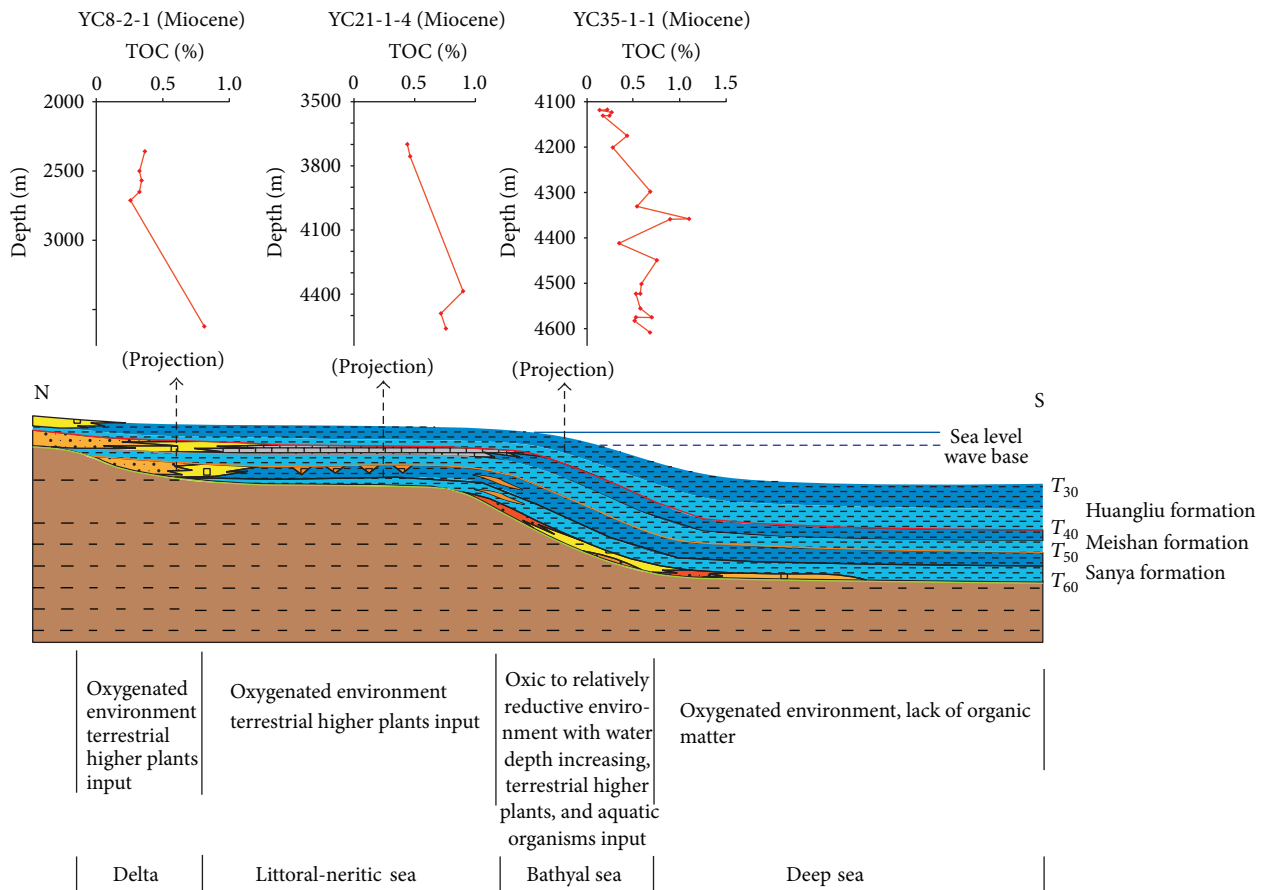 YC8-2-1 (Miocene)
TOC (%)
0 0.5 1.0
2000
2500
3000
Depth (m)
(Projection)
YC21-1-4 (Miocene)
TOC (%)
0 0.5 1.0
3500
3800
4100
4400
Depth (m)
(Projection)
YC35-1-1 (Miocene)
TOC (%)
0 0.5 1.0 1.5
4100
4200
4300
4400
4500
4600
Depth (m)
(Projection)
N
S
Sea level
wave base
T30
Huangliu formation
T40
Meishan formation
T50
Sanya formation
T60
Oxygenated
environment
terrestrial
higher plants
input
Oxygenated environment
terrestrial higher plants input
Oxic to relatively
reductive enviro-
nment with water
depth increasing,
terrestrial higher
plants, and aquatic
organisms input
Oxygenated environment, lack of organic
matter
Delta
Littoral-neritic sea
Bathyal sea
Deep sea